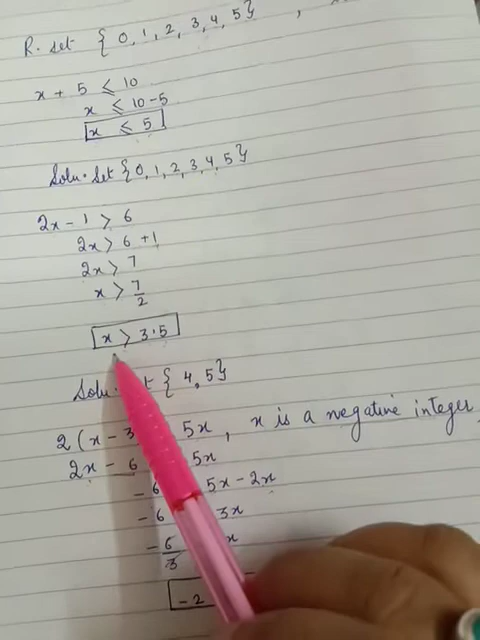 R. set {0, 1, 2, 3, 4, 5}
x + 5 ⩽ 10
x ⩽ 10-5
x ⩽ 5
Solu. Set {0, 1, 2, 3, 4, 5}
2x - 1 > 6
2x > 6 + 1
2x > 7
x > 7/2
x > 3.5
Solu. {4, 5}
2(x - 3 5x, x is a negative integer
2x - 6 5x
- 6 5x - 2x
- 6 3x
- 6/3 x
- 2